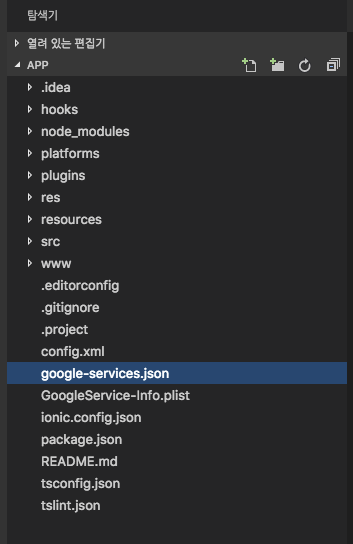 탐색기
열려 있는 편집기
APP
.idea
hooks
node_modules
platforms
plugins
res
resources
src
www
.editorconfig
.gitignore
.project
config.xml
google-services.json
GoogleService-Info.plist
ionic.config.json
package.json
README.md
tsconfig.json
tslint.json